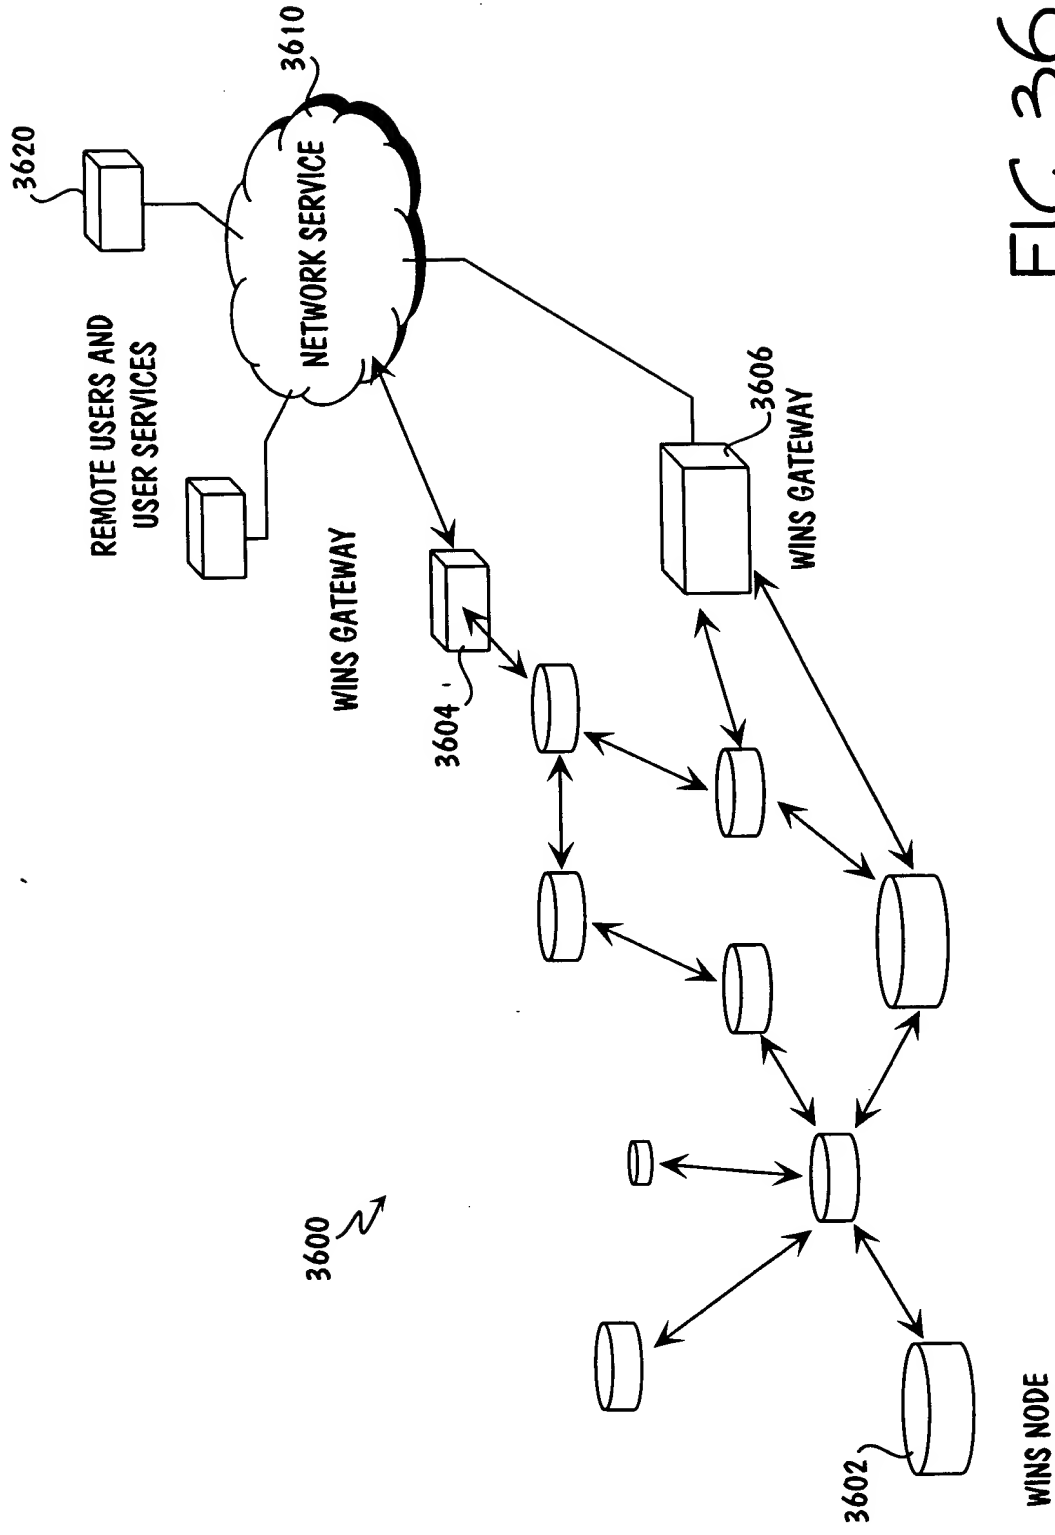 REMOTE USERS AND
USER SERVICES
3620
3610
NETWORK SERVICE
3600
WINS GATEWAY
3604
3606
WINS GATEWAY
3602
WINS NODE
FIG. 36